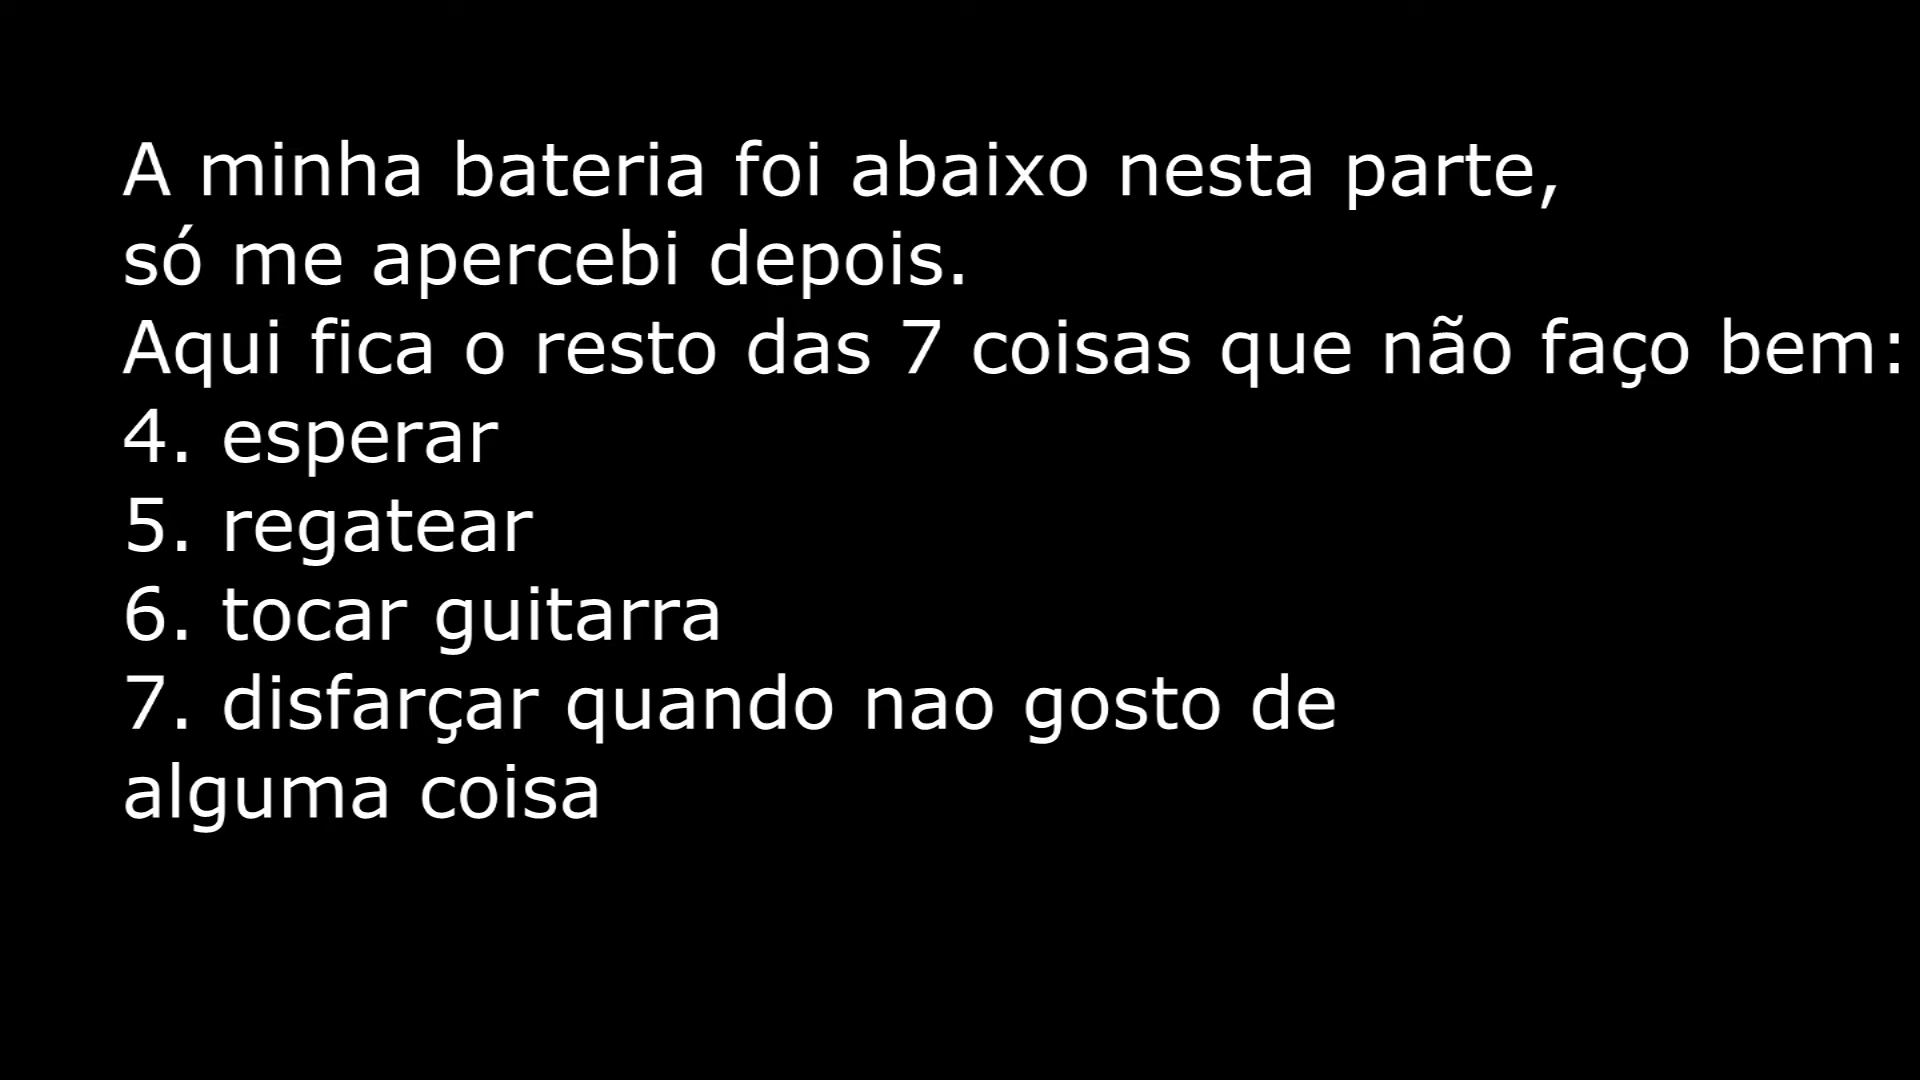 A minha bateria foi abaixo nesta parte,
só me apercebi depois.
Aqui fica o resto das 7 coisas que não faço bem:
4. esperar
5. regatear
6. tocar guitarra
7. disfarçar quando nao gosto de
alguma coisa